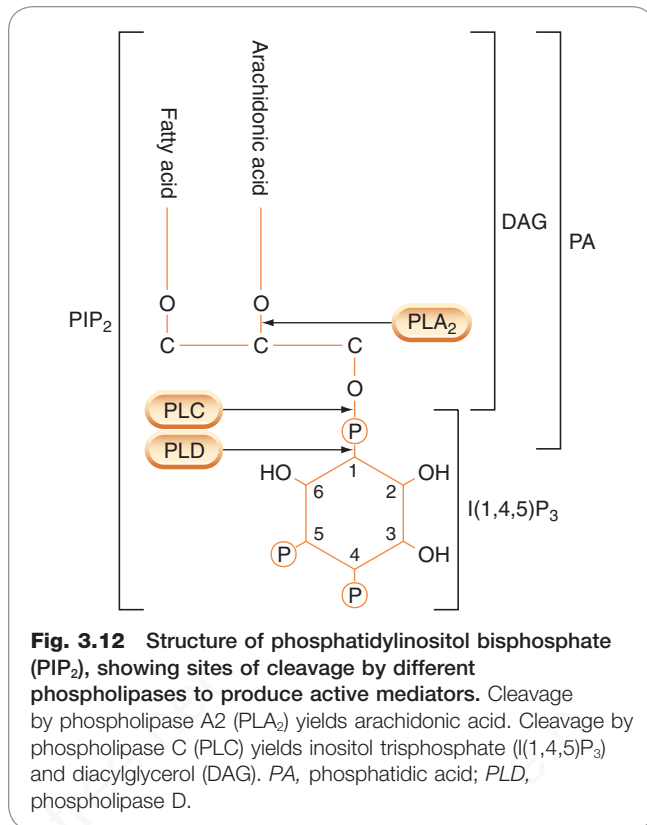 Fatty acid
Arachidonic acid
DAG
PA
PIP₂
O
O
PLA₂
C
C
C
O
PLC
P
PLD
1
HO
OH
6
2
I(1,4,5)P₃
5
3
P
4
OH
P
Fig. 3.12 Structure of phosphatidylinositol bisphosphate
(PIP₂), showing sites of cleavage by different
phospholipases to produce active mediators. Cleavage
by phospholipase A2 (PLA₂) yields arachidonic acid. Cleavage by
phospholipase C (PLC) yields inositol trisphosphate (I(1,4,5)P₃)
and diacylglycerol (DAG). PA, phosphatidic acid; PLD,
phospholipase D.